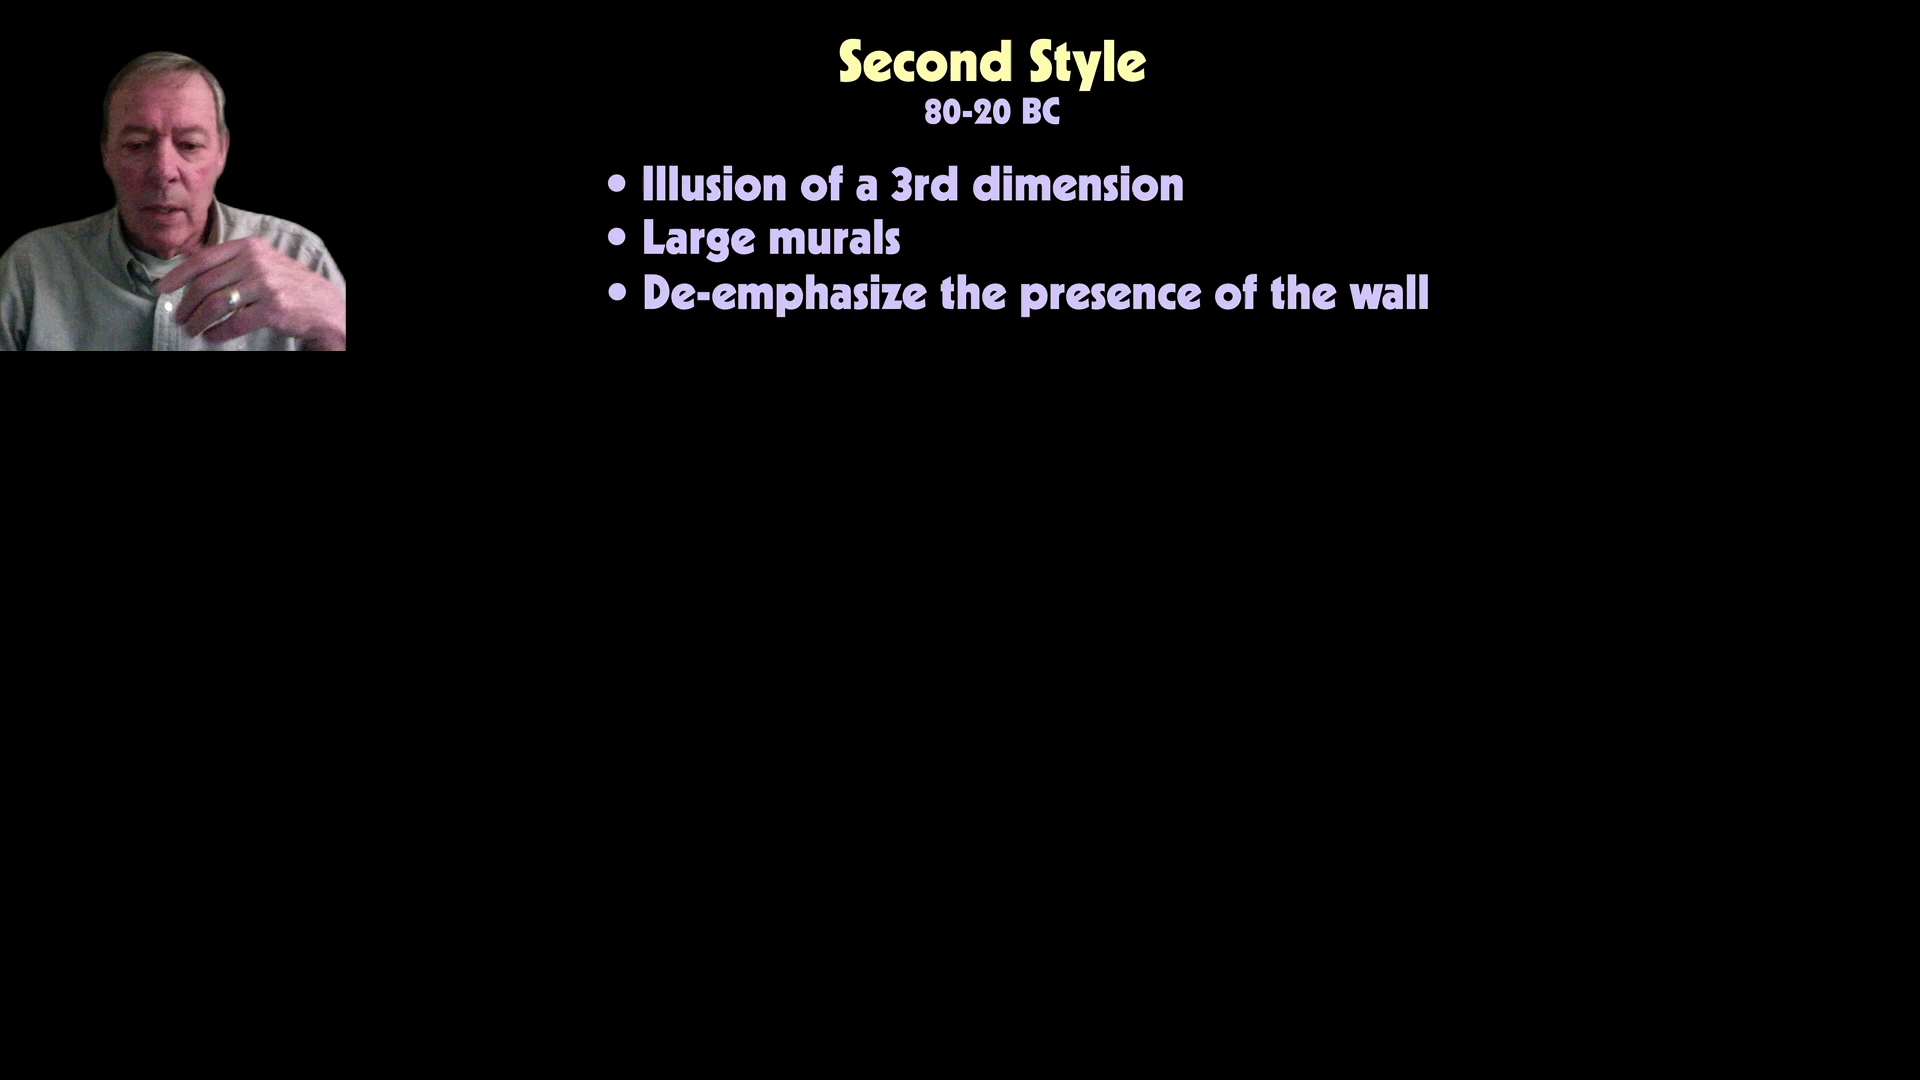 Second Style
80-20 BC
• Illusion of a 3rd dimension
• Large murals
• De-emphasize the presence of the wall